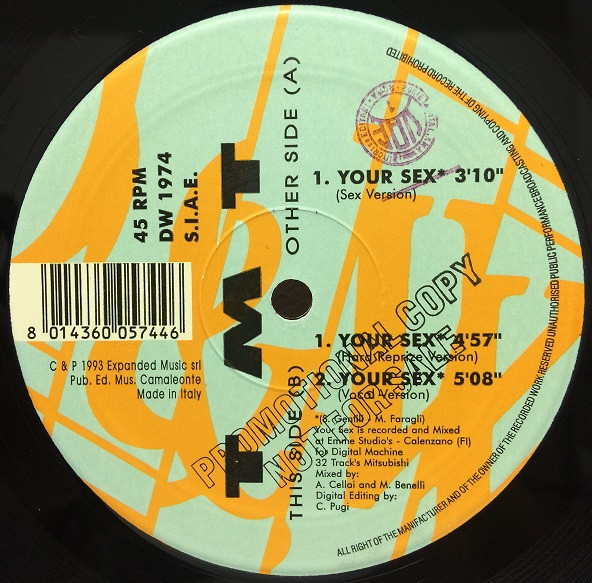 45 RPM
DW 1974
S.I.A.E.
T M T
OTHER SIDE (A)
1. YOUR SEX* 3'10"
(Sex Version)
THIS SIDE (B)
1. YOUR SEX* 4'57"
(Hard Reprize Version)
2. YOUR SEX* 5'08"
(Vocal Version)
*(B. Gentili / M. Faragli)
Your Sex is recorded and Mixed
at Emme Studio's - Calenzano (FI)
for Digital Machine
32 Track's Mitsubishi
Mixed by:
A. Cellai and M. Benelli
Digital Editing by:
C. Pugi
8 014360 057446
C & P 1993 Expanded Music srl
Pub. Ed. Mus. Camaleonte
Made in Italy
PROMOTIONAL COPY
NOT FOR SALE
ALL RIGHT OF THE MANIFACTURER AND OF THE OWNER OF THE RECORDED WORK RESERVED UNAUTHORISED PUBLIC PERFORMANCE BROADCASTING AND COPYING OF THE RECORD PROHIBITED